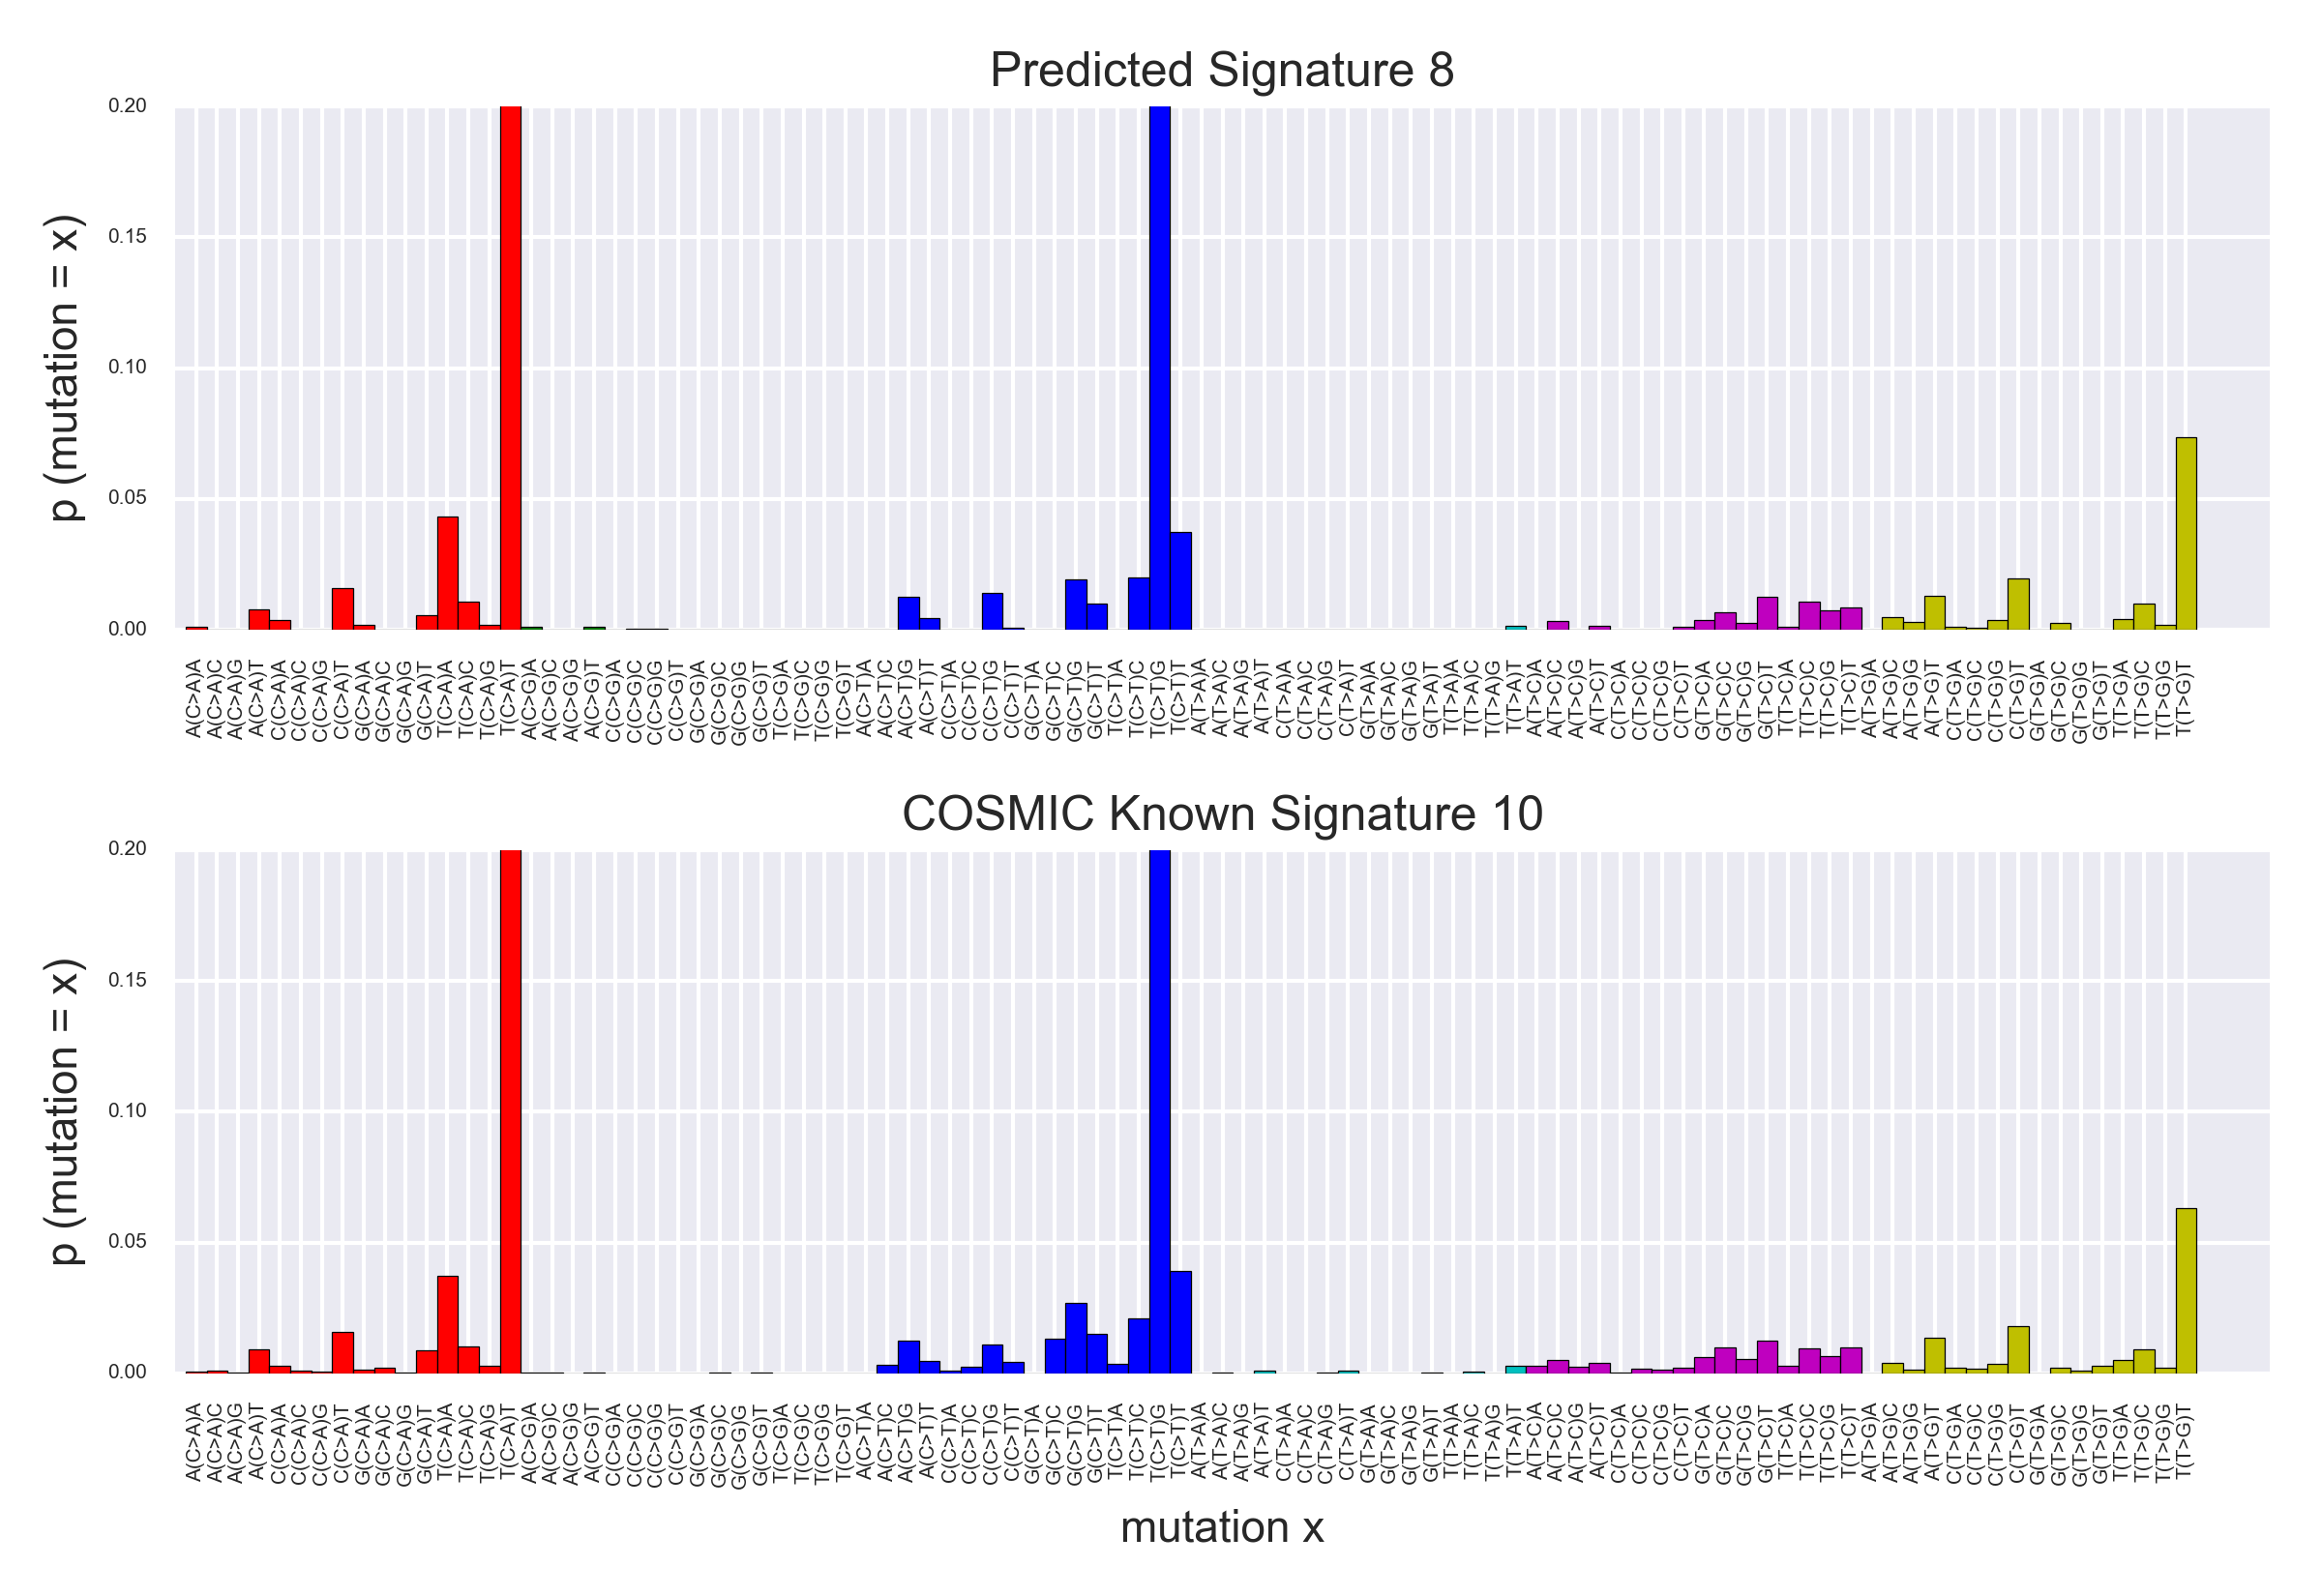 Predicted Signature 8
p (mutation = x)
0.20
0.15
0.10
0.05
0.00
A(C>A)A
A(C>A)C
A(C>A)G
A(C>A)T
C(C>A)A
C(C>A)C
C(C>A)G
C(C>A)T
G(C>A)A
G(C>A)C
G(C>A)G
G(C>A)T
T(C>A)A
T(C>A)C
T(C>A)G
T(C>A)T
A(C>G)A
A(C>G)C
A(C>G)G
A(C>G)T
C(C>G)A
C(C>G)C
C(C>G)G
C(C>G)T
G(C>G)A
G(C>G)C
G(C>G)G
G(C>G)T
T(C>G)A
T(C>G)C
T(C>G)G
T(C>G)T
A(C>T)A
A(C>T)C
A(C>T)G
A(C>T)T
C(C>T)A
C(C>T)C
C(C>T)G
C(C>T)T
G(C>T)A
G(C>T)C
G(C>T)G
G(C>T)T
T(C>T)A
T(C>T)C
T(C>T)G
T(C>T)T
A(T>A)A
A(T>A)C
A(T>A)G
A(T>A)T
C(T>A)A
C(T>A)C
C(T>A)G
C(T>A)T
G(T>A)A
G(T>A)C
G(T>A)G
G(T>A)T
T(T>A)A
T(T>A)C
T(T>A)G
T(T>A)T
A(T>C)A
A(T>C)C
A(T>C)G
A(T>C)T
C(T>C)A
C(T>C)C
C(T>C)G
C(T>C)T
G(T>C)A
G(T>C)C
G(T>C)G
G(T>C)T
T(T>C)A
T(T>C)C
T(T>C)G
T(T>C)T
A(T>G)A
A(T>G)C
A(T>G)G
A(T>G)T
C(T>G)A
C(T>G)C
C(T>G)G
C(T>G)T
G(T>G)A
G(T>G)C
G(T>G)G
G(T>G)T
T(T>G)A
T(T>G)C
T(T>G)G
T(T>G)T
COSMIC Known Signature 10
p (mutation = x)
0.20
0.15
0.10
0.05
0.00
A(C>A)A
A(C>A)C
A(C>A)G
A(C>A)T
C(C>A)A
C(C>A)C
C(C>A)G
C(C>A)T
G(C>A)A
G(C>A)C
G(C>A)G
G(C>A)T
T(C>A)A
T(C>A)C
T(C>A)G
T(C>A)T
A(C>G)A
A(C>G)C
A(C>G)G
A(C>G)T
C(C>G)A
C(C>G)C
C(C>G)G
C(C>G)T
G(C>G)A
G(C>G)C
G(C>G)G
G(C>G)T
T(C>G)A
T(C>G)C
T(C>G)G
T(C>G)T
A(C>T)A
A(C>T)C
A(C>T)G
A(C>T)T
C(C>T)A
C(C>T)C
C(C>T)G
C(C>T)T
G(C>T)A
G(C>T)C
G(C>T)G
G(C>T)T
T(C>T)A
T(C>T)C
T(C>T)G
T(C>T)T
A(T>A)A
A(T>A)C
A(T>A)G
A(T>A)T
C(T>A)A
C(T>A)C
C(T>A)G
C(T>A)T
G(T>A)A
G(T>A)C
G(T>A)G
G(T>A)T
T(T>A)A
T(T>A)C
T(T>A)G
T(T>A)T
A(T>C)A
A(T>C)C
A(T>C)G
A(T>C)T
C(T>C)A
C(T>C)C
C(T>C)G
C(T>C)T
G(T>C)A
G(T>C)C
G(T>C)G
G(T>C)T
T(T>C)A
T(T>C)C
T(T>C)G
T(T>C)T
A(T>G)A
A(T>G)C
A(T>G)G
A(T>G)T
C(T>G)A
C(T>G)C
C(T>G)G
C(T>G)T
G(T>G)A
G(T>G)C
G(T>G)G
G(T>G)T
T(T>G)A
T(T>G)C
T(T>G)G
T(T>G)T
mutation x